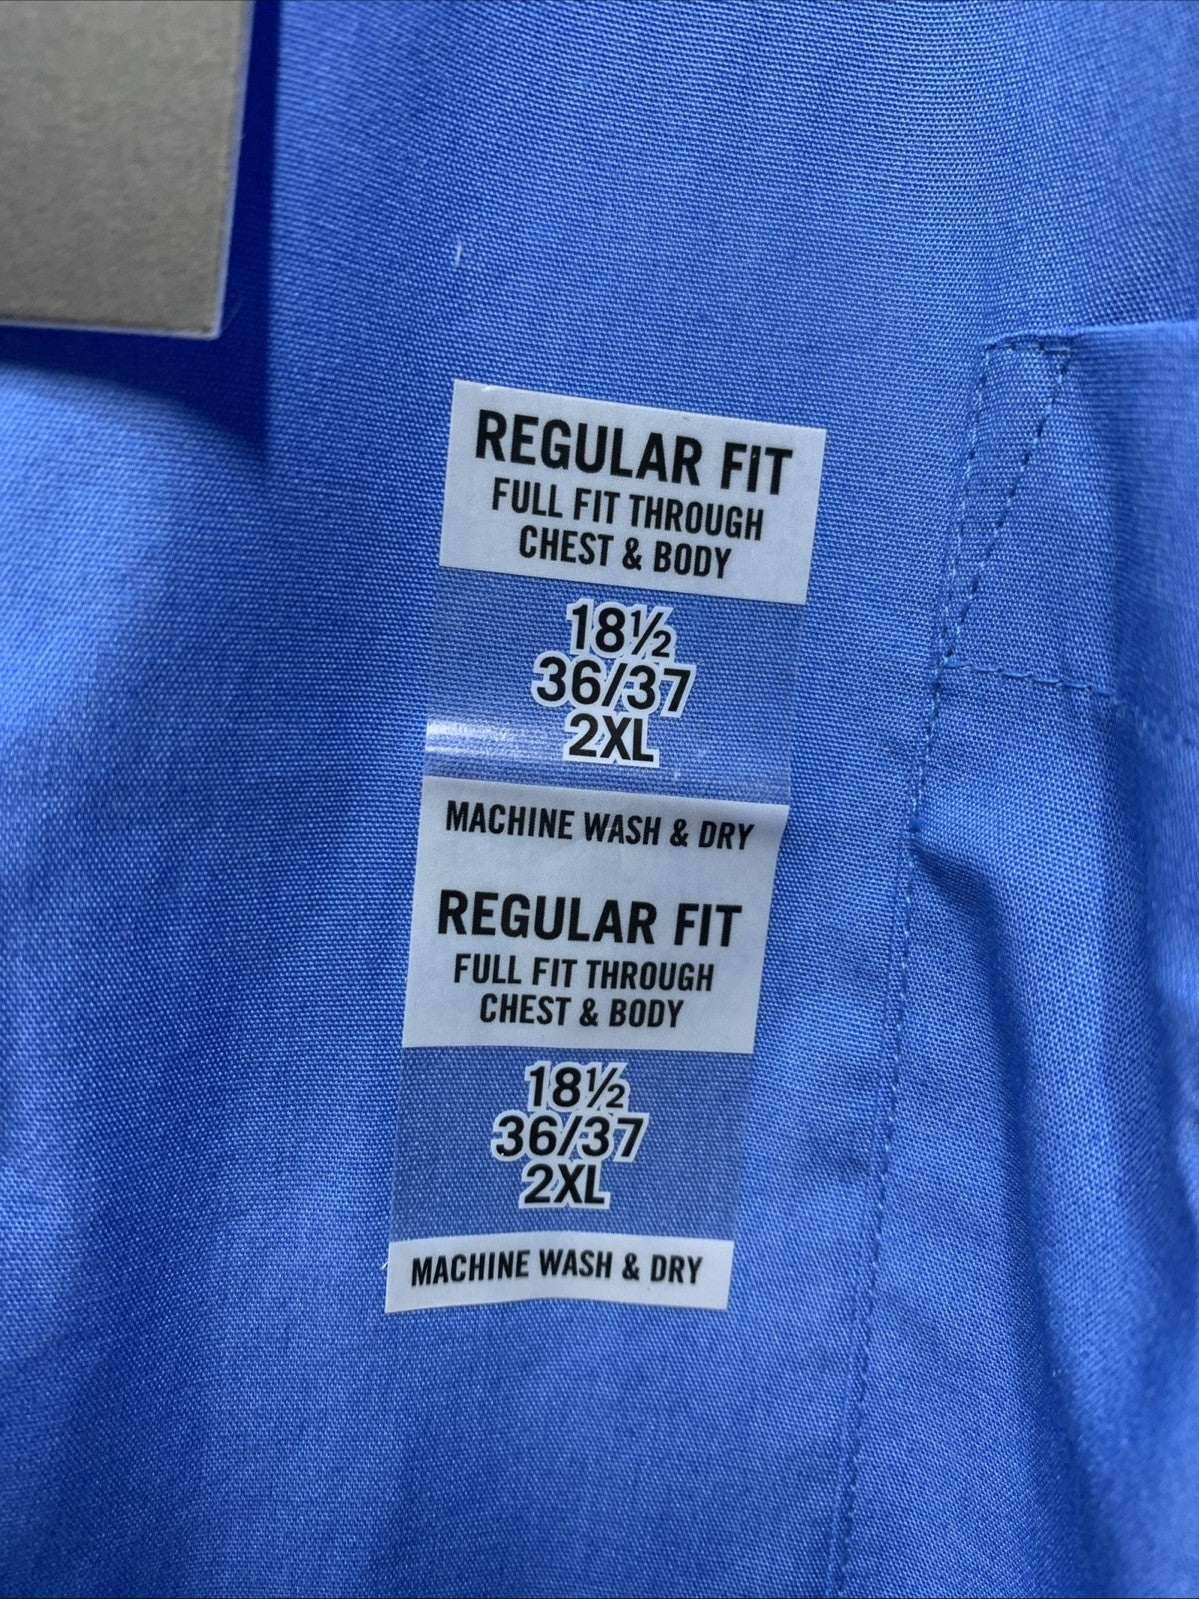 REGULAR FIT
FULL FIT THROUGH
CHEST & BODY
18½
36/37
2XL
MACHINE WASH & DRY
REGULAR FIT
FULL FIT THROUGH
CHEST & BODY
18½
36/37
2XL
MACHINE WASH & DRY